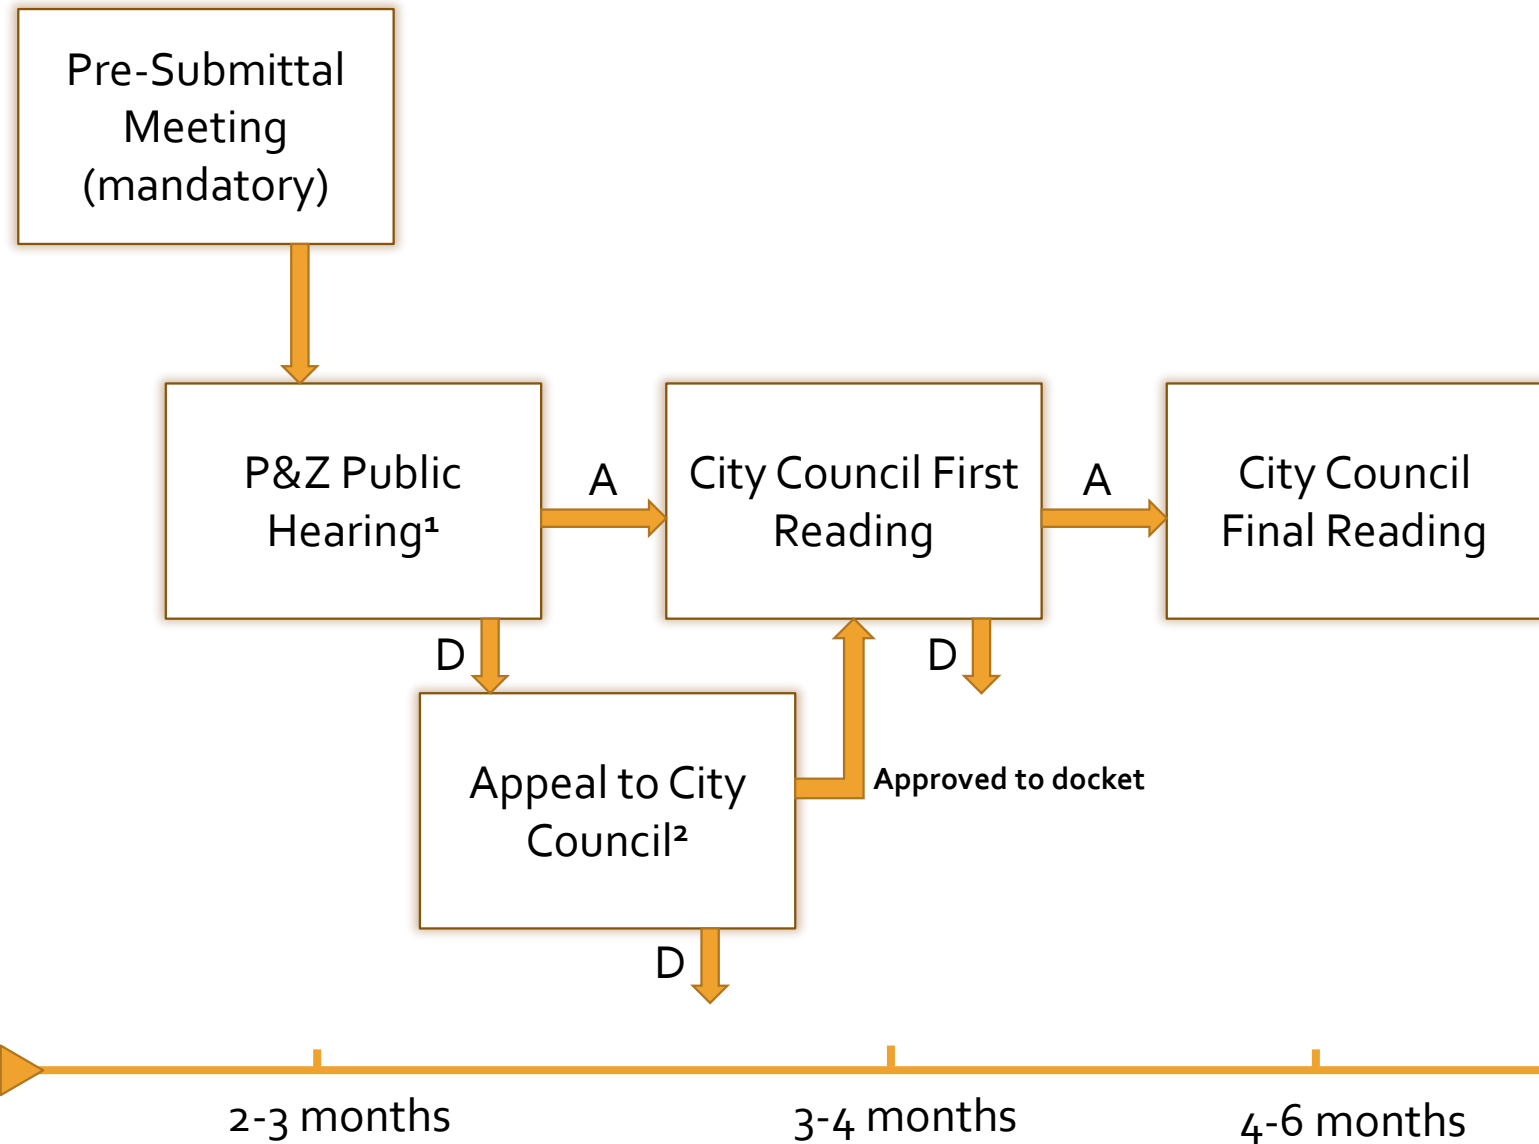 Pre-Submittal
Meeting
(mandatory)
P&Z Public
Hearing¹
A
City Council First
Reading
A
City Council
Final Reading
D
D
Appeal to City
Council²
Approved to docket
D
2-3 months
3-4 months
4-6 months